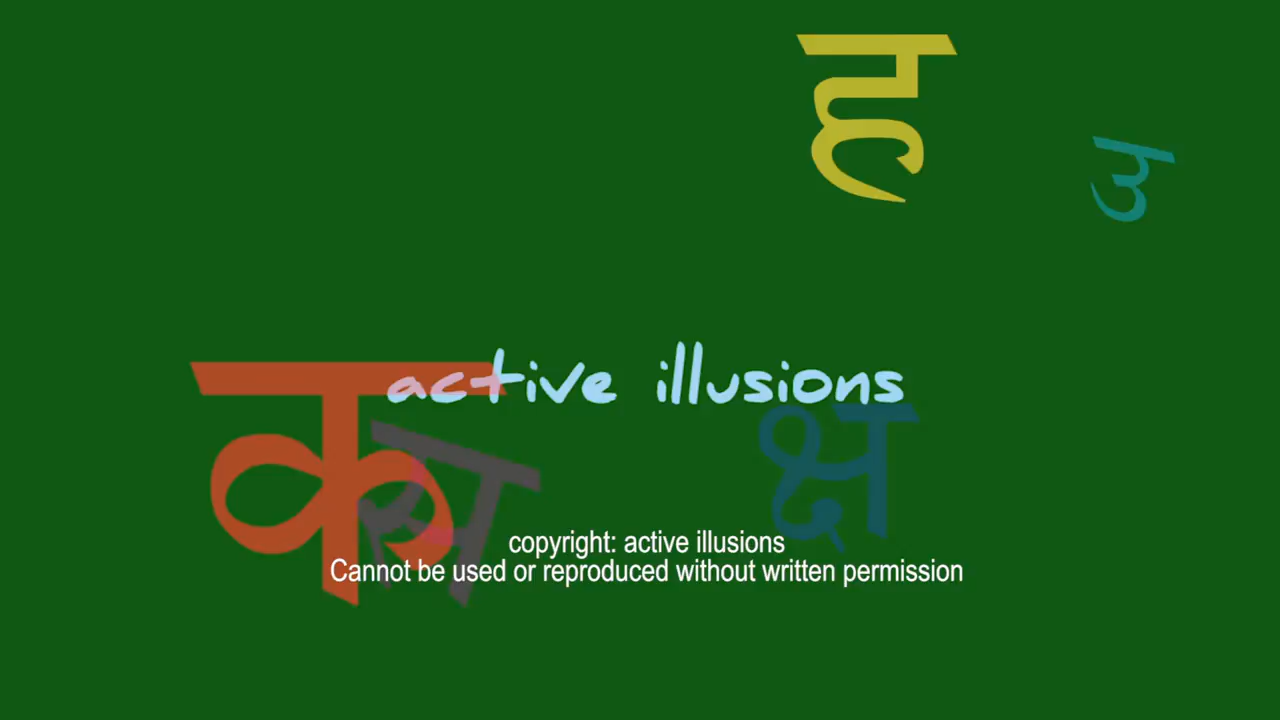 ह
उ
active illusions
क
स
क्ष
copyright: active illusions
Cannot be used or reproduced without written permission